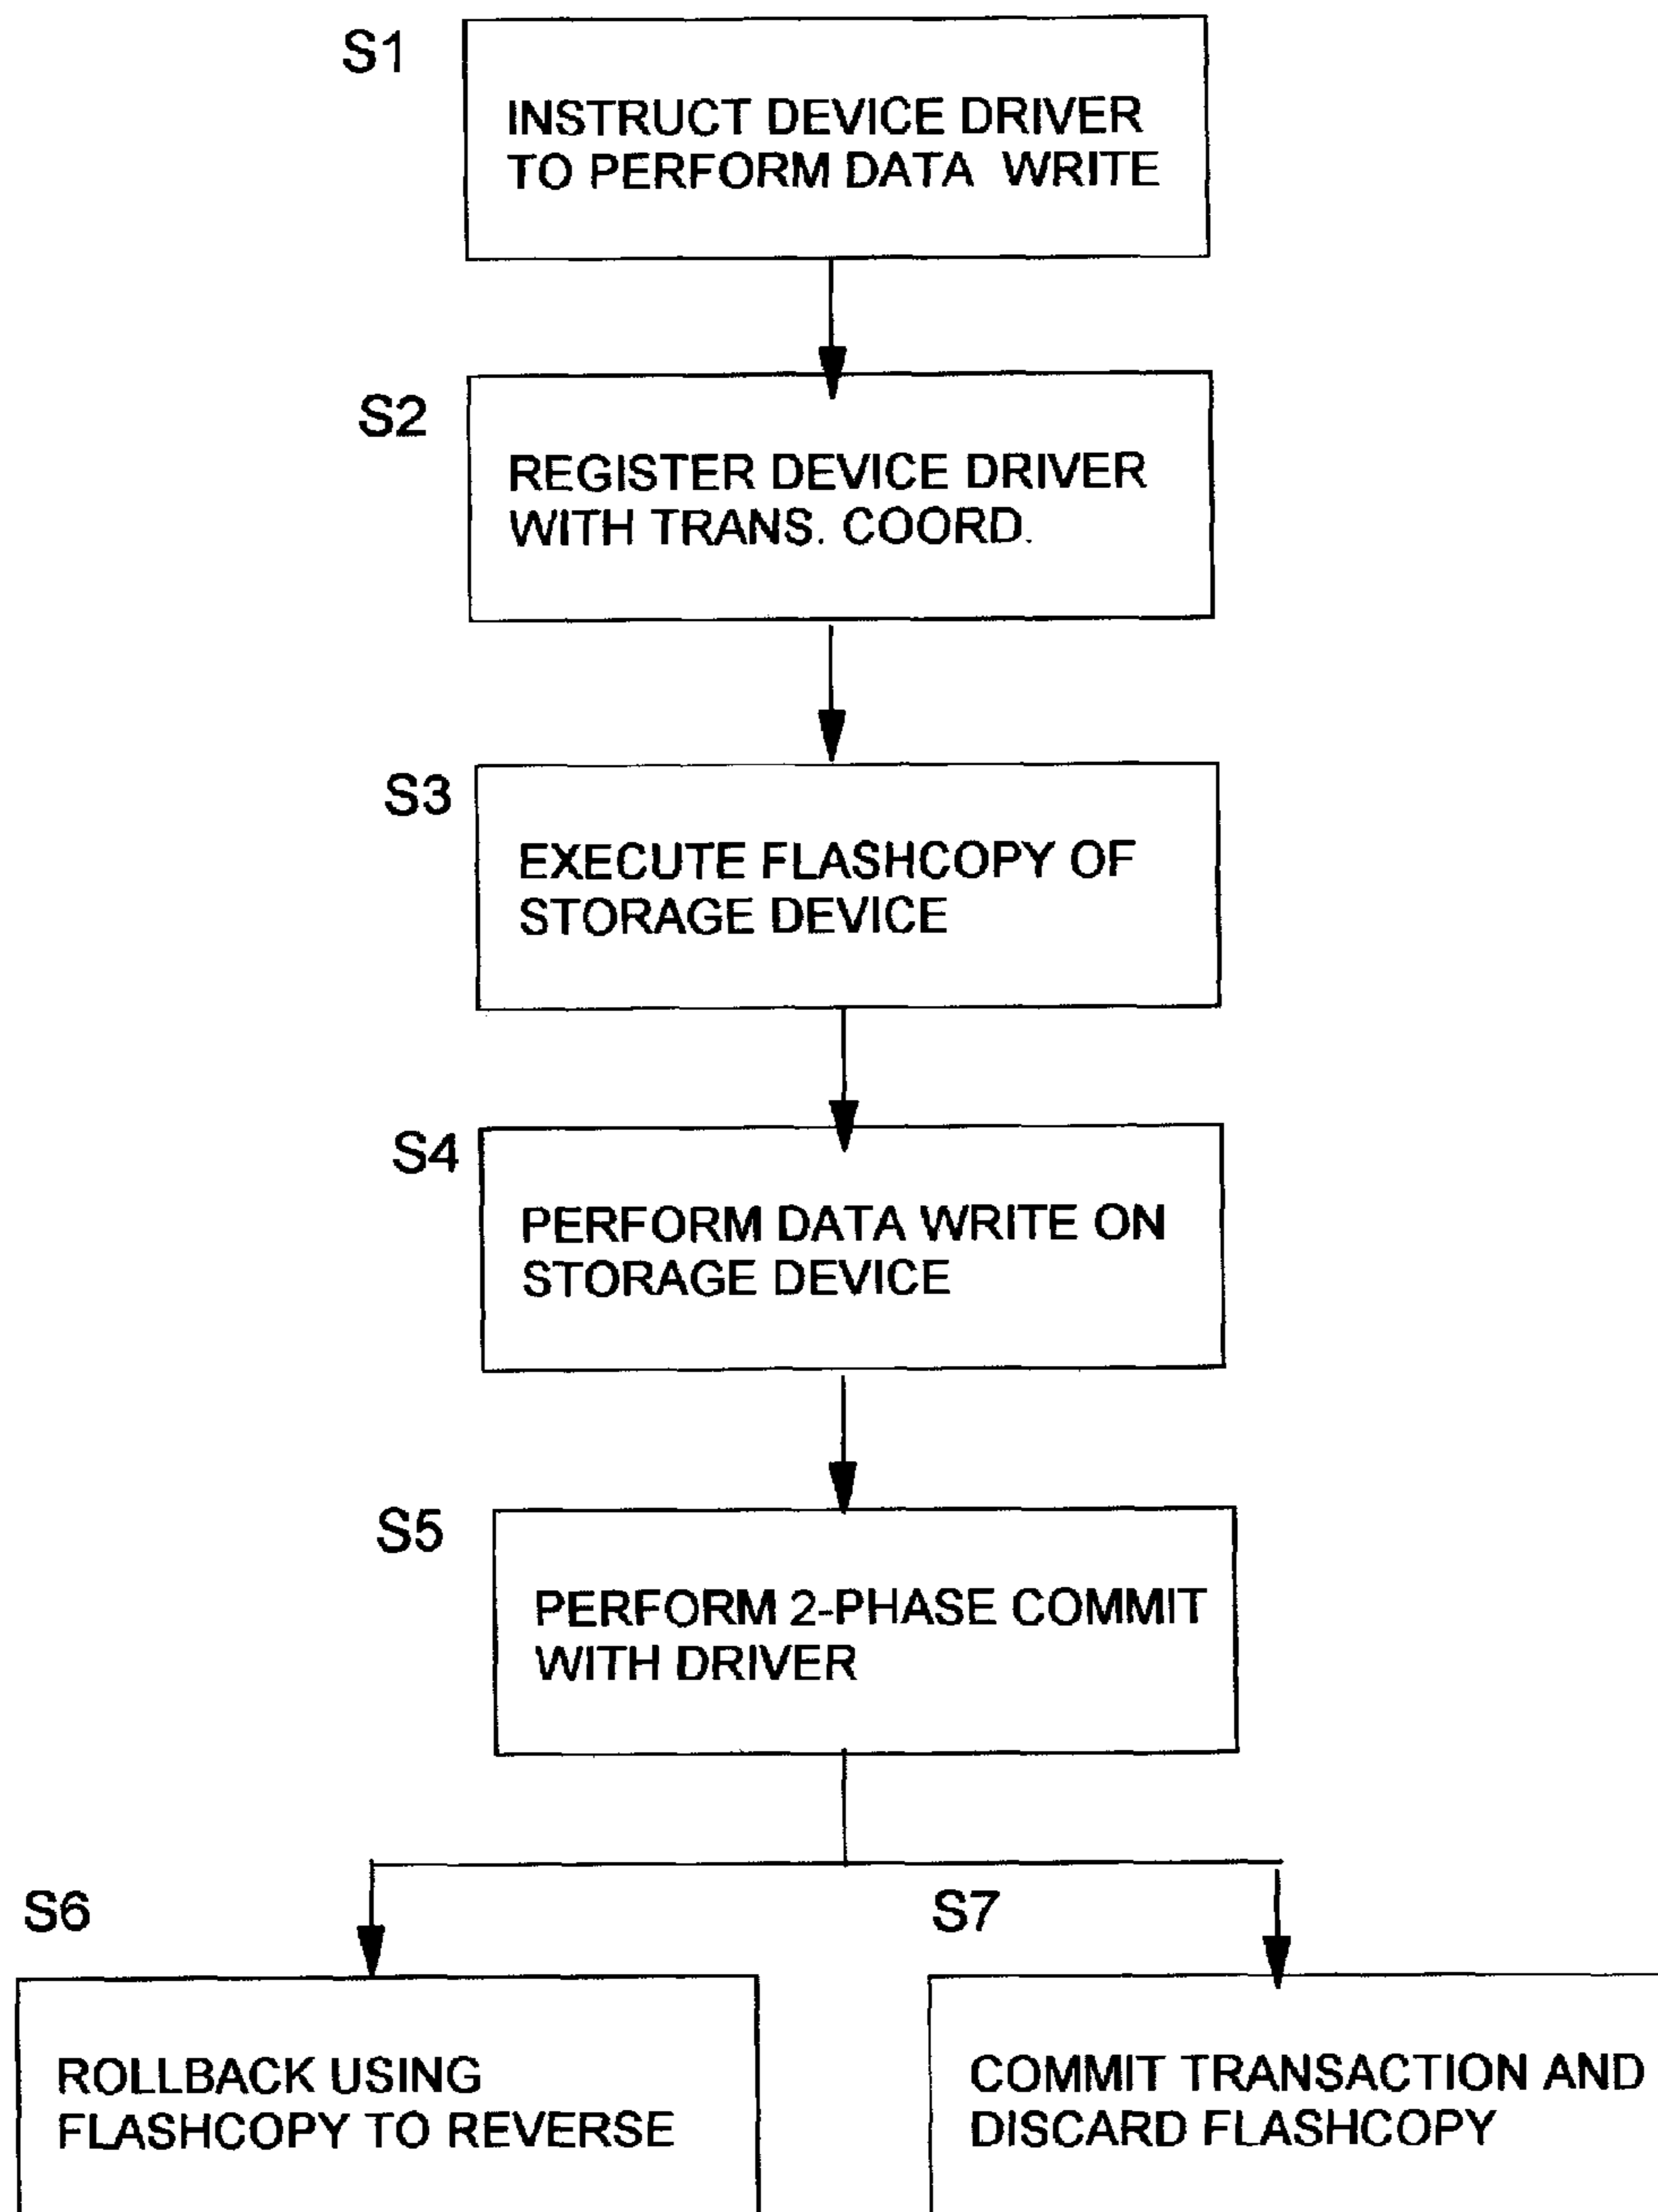 S1
INSTRUCT DEVICE DRIVER
TO PERFORM DATA WRITE
S2
REGISTER DEVICE DRIVER
WITH TRANS. COORD.
S3
EXECUTE FLASHCOPY OF
STORAGE DEVICE
S4
PERFORM DATA WRITE ON
STORAGE DEVICE
S5
PERFORM 2-PHASE COMMIT
WITH DRIVER
S6
ROLLBACK USING
FLASHCOPY TO REVERSE
S7
COMMIT TRANSACTION AND
DISCARD FLASHCOPY